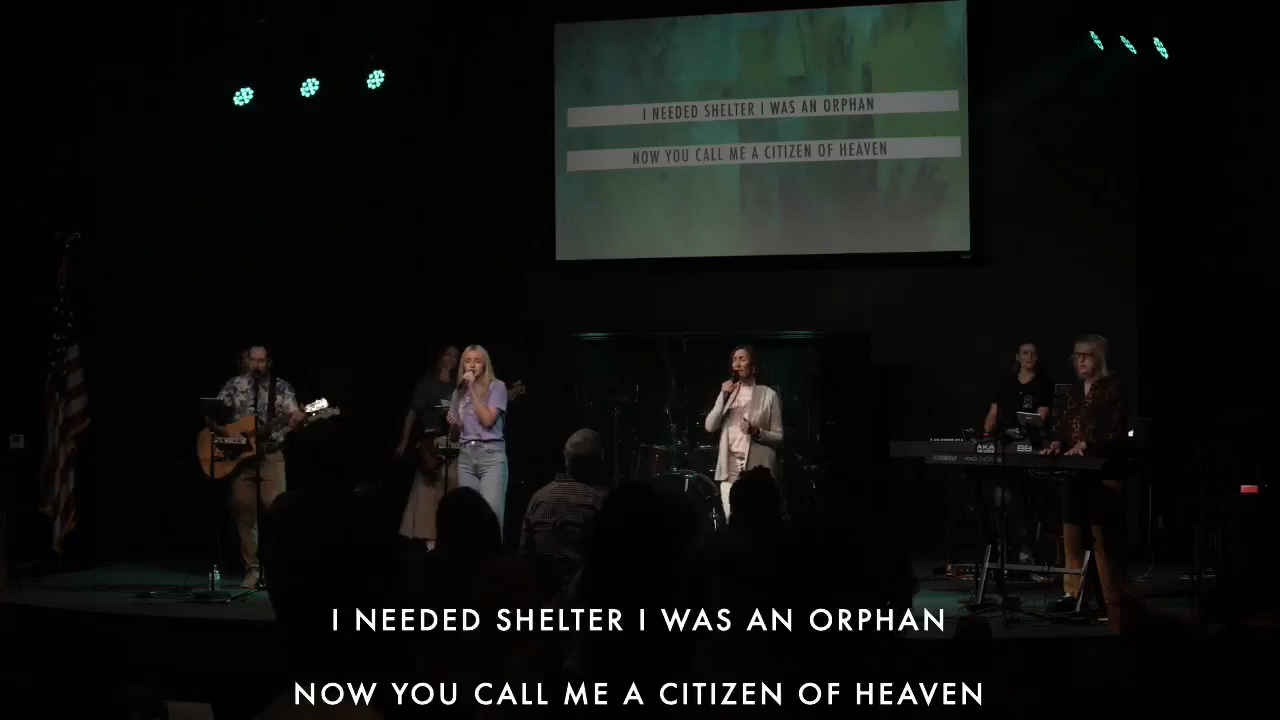 I NEEDED SHELTER I WAS AN ORPHAN
NOW YOU CALL ME A CITIZEN OF HEAVEN
AKAI
I NEEDED SHELTER I WAS AN ORPHAN
NOW YOU CALL ME A CITIZEN OF HEAVEN